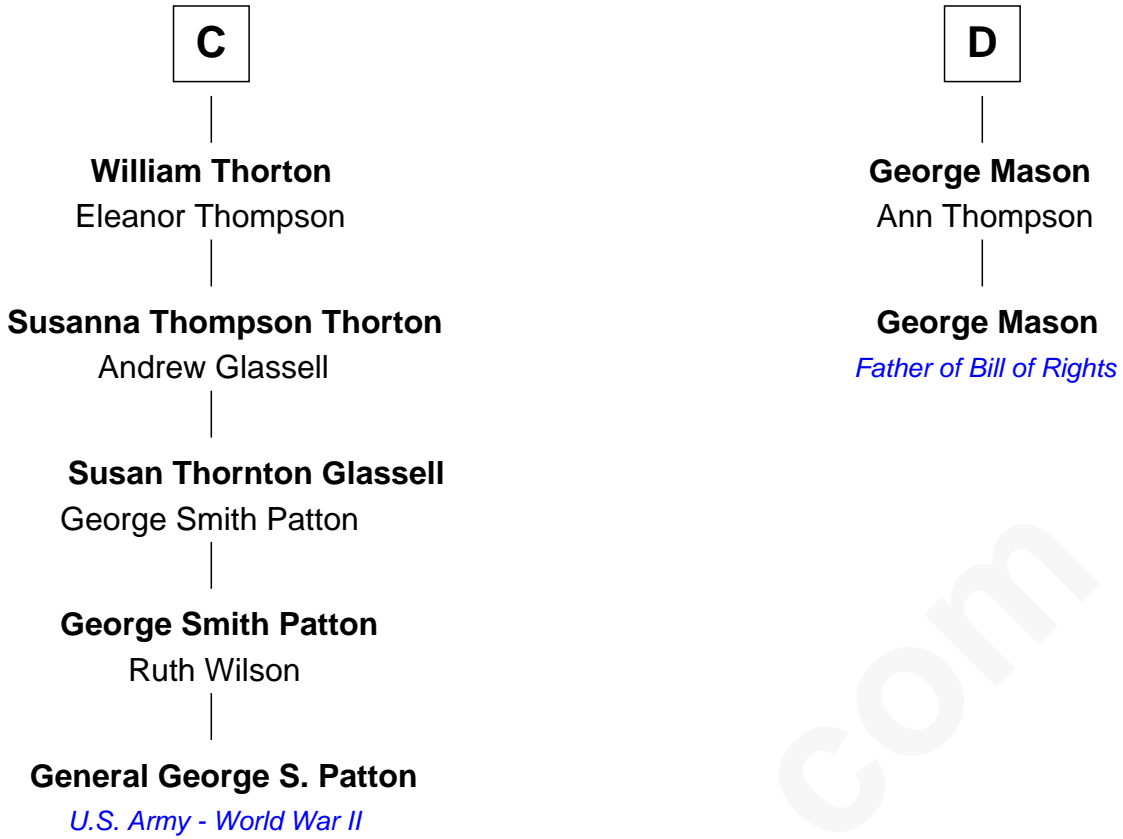 C
William Thorton
Eleanor Thompson
Susanna Thompson Thorton
Andrew Glassell
Susan Thornton Glassell
George Smith Patton
George Smith Patton
Ruth Wilson
General George S. Patton
U.S. Army - World War II
D
George Mason
Ann Thompson
George Mason
Father of Bill of Rights
com